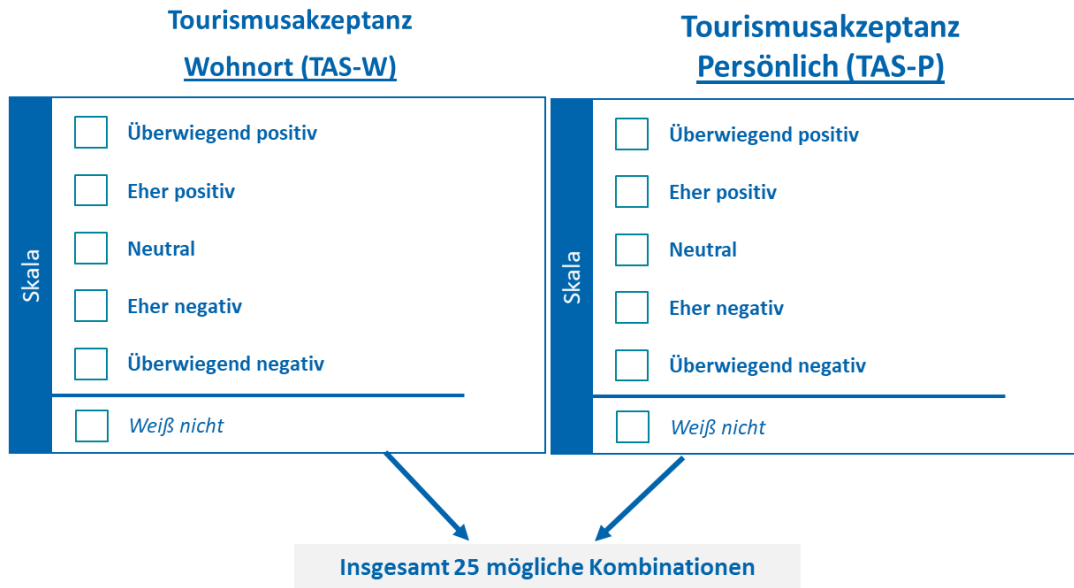 Tourismusakzeptanz
Wohnort (TAS-W)
Skala
Überwiegend positiv
Eher positiv
Neutral
Eher negativ
Überwiegend negativ
Weiß nicht
Tourismusakzeptanz
Persönlich (TAS-P)
Skala
Überwiegend positiv
Eher positiv
Neutral
Eher negativ
Überwiegend negativ
Weiß nicht
Insgesamt 25 mögliche Kombinationen